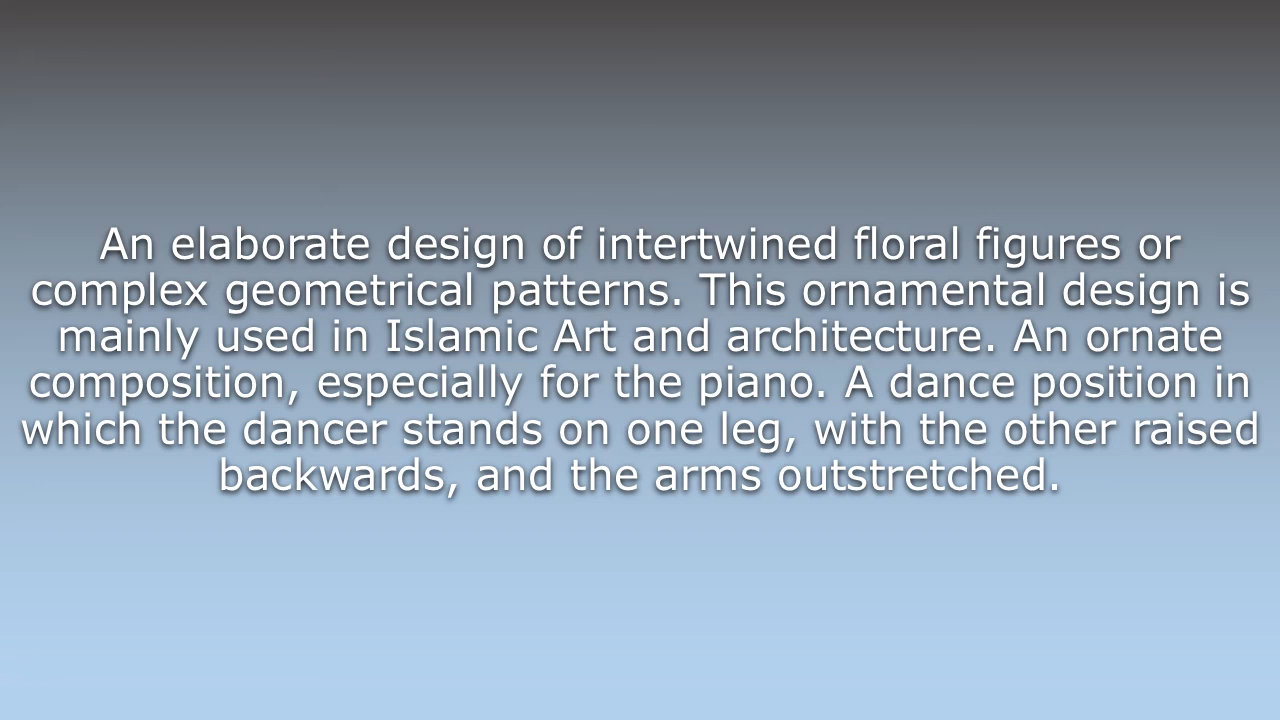 An elaborate design of intertwined floral figures or
complex geometrical patterns. This ornamental design is
mainly used in Islamic Art and architecture. An ornate
composition, especially for the piano. A dance position in
which the dancer stands on one leg, with the other raised
backwards, and the arms outstretched.